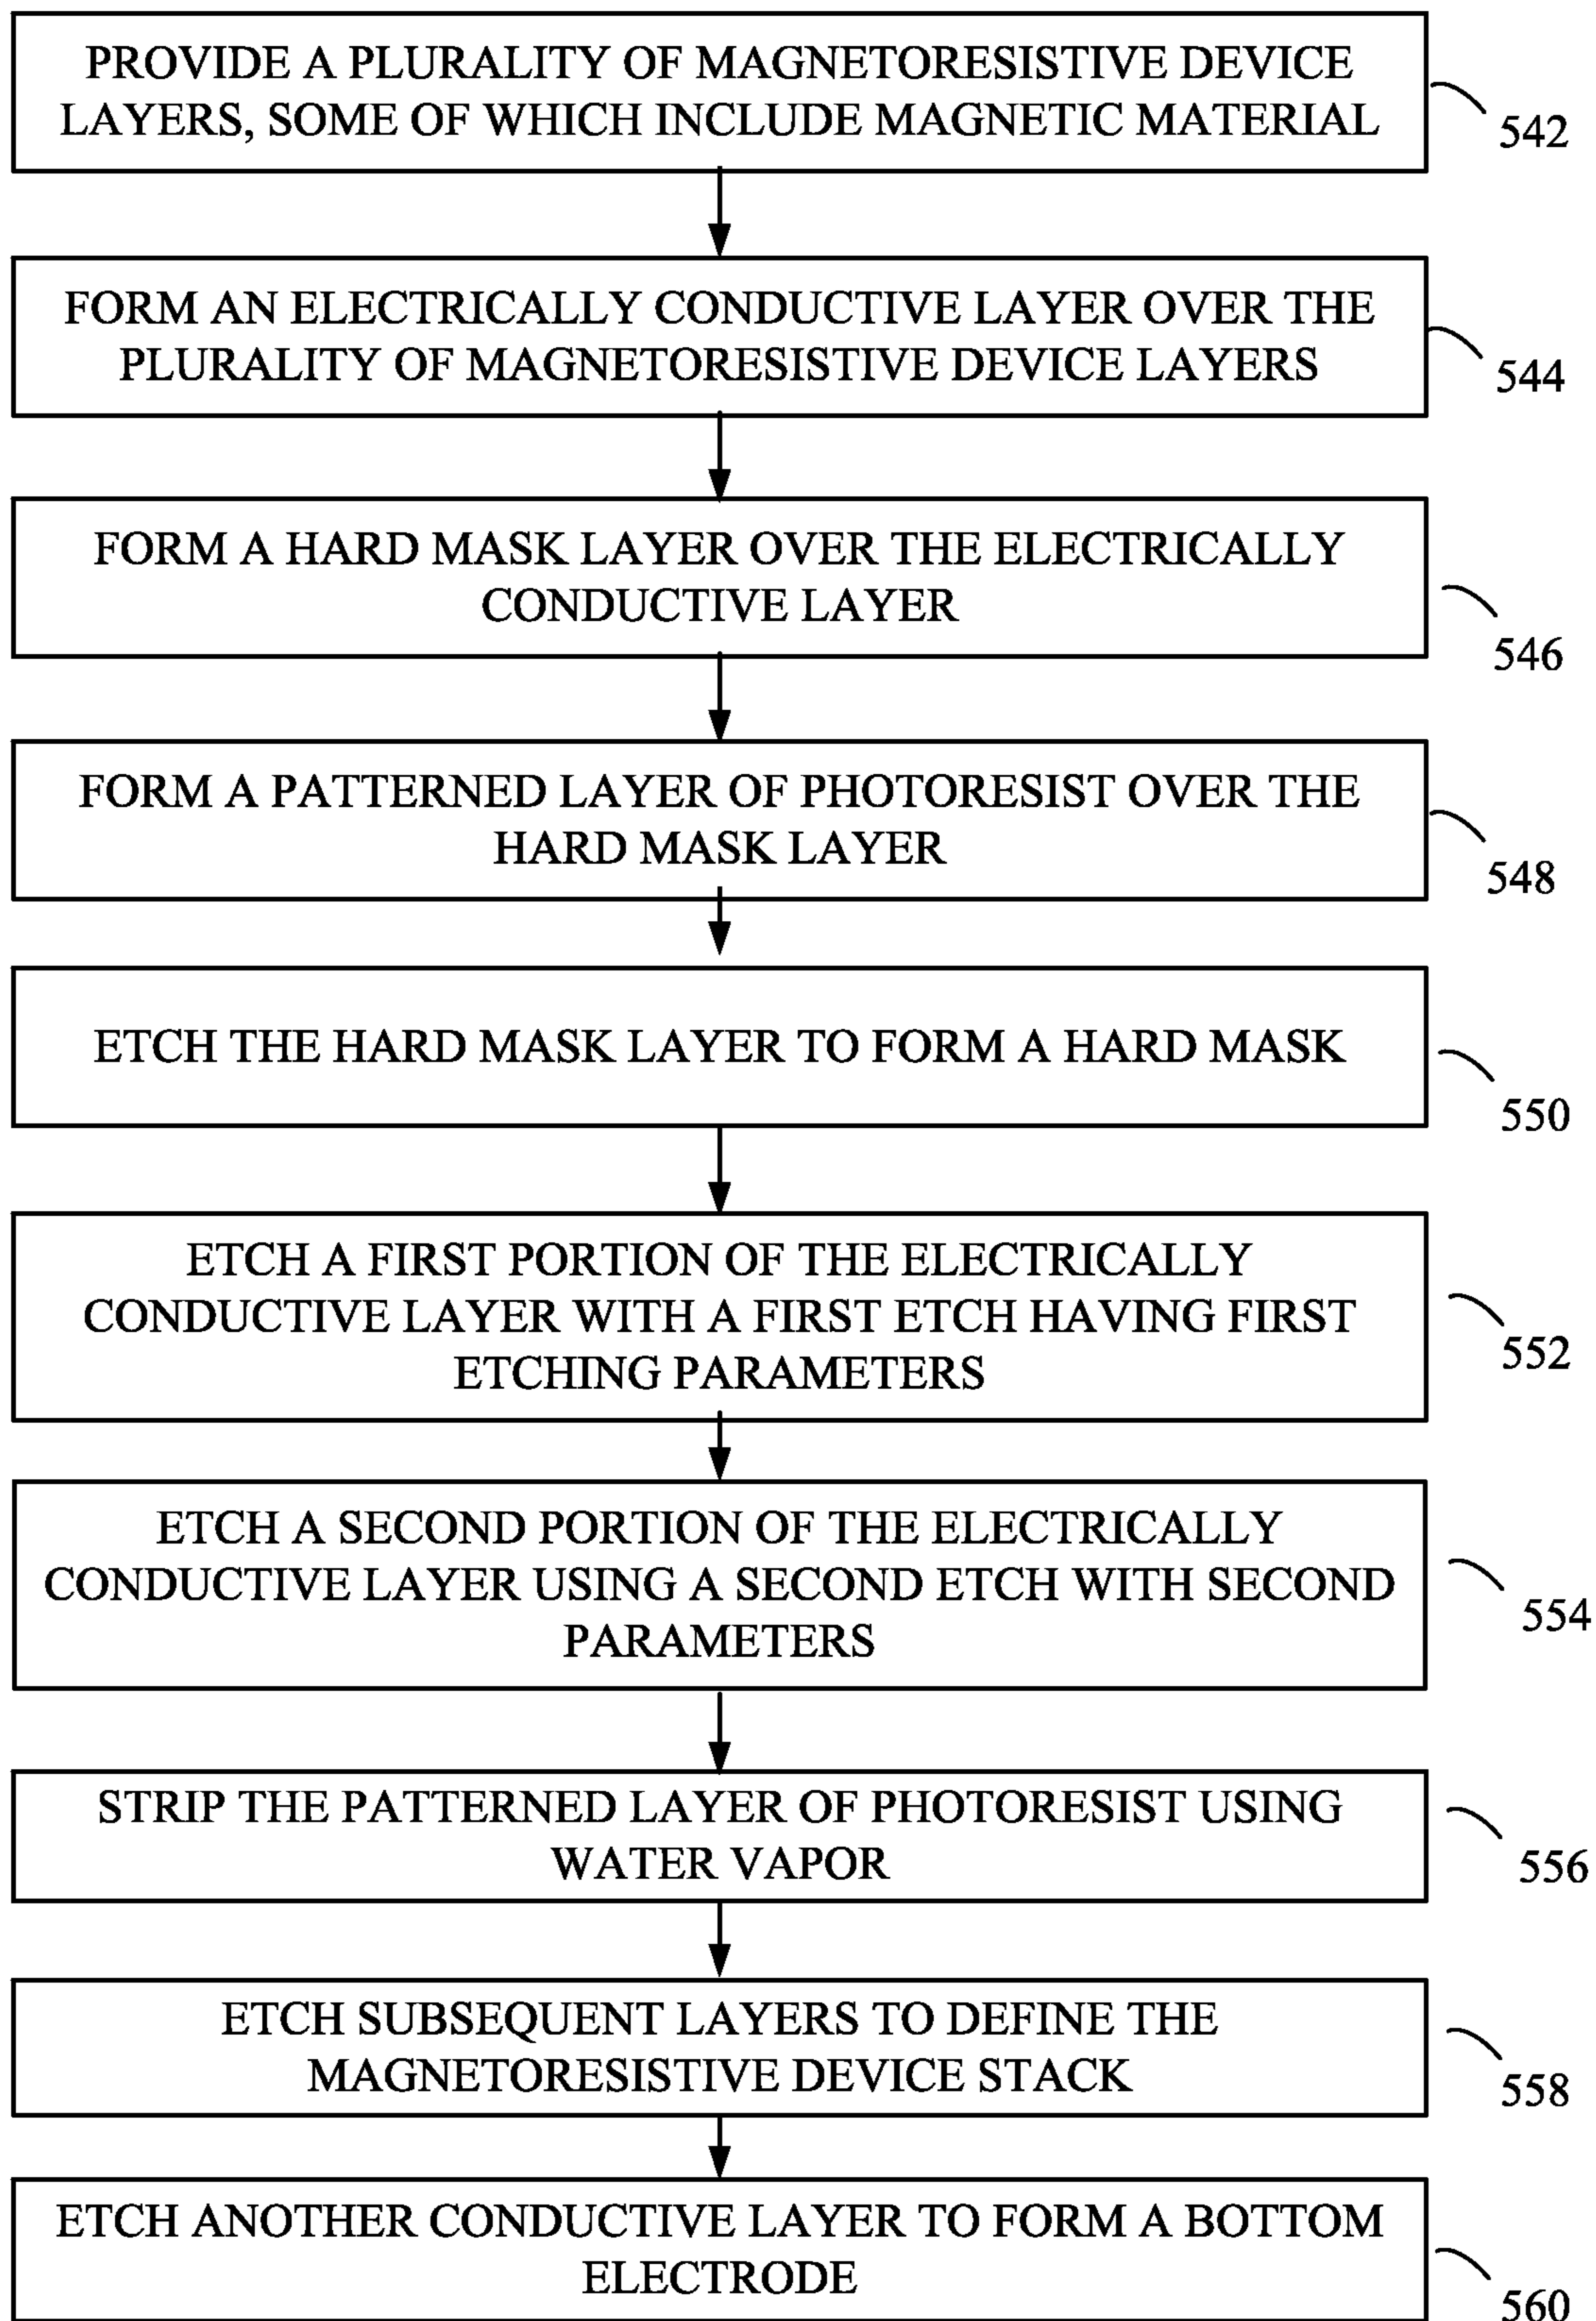 PROVIDE A PLURALITY OF MAGNETORESISTIVE DEVICE
LAYERS, SOME OF WHICH INCLUDE MAGNETIC MATERIAL
542
FORM AN ELECTRICALLY CONDUCTIVE LAYER OVER THE
PLURALITY OF MAGNETORESISTIVE DEVICE LAYERS
544
FORM A HARD MASK LAYER OVER THE ELECTRICALLY
CONDUCTIVE LAYER
546
FORM A PATTERNED LAYER OF PHOTORESIST OVER THE
HARD MASK LAYER
548
ETCH THE HARD MASK LAYER TO FORM A HARD MASK
550
ETCH A FIRST PORTION OF THE ELECTRICALLY
CONDUCTIVE LAYER WITH A FIRST ETCH HAVING FIRST
ETCHING PARAMETERS
552
ETCH A SECOND PORTION OF THE ELECTRICALLY
CONDUCTIVE LAYER USING A SECOND ETCH WITH SECOND
PARAMETERS
554
STRIP THE PATTERNED LAYER OF PHOTORESIST USING
WATER VAPOR
556
ETCH SUBSEQUENT LAYERS TO DEFINE THE
MAGNETORESISTIVE DEVICE STACK
558
ETCH ANOTHER CONDUCTIVE LAYER TO FORM A BOTTOM
ELECTRODE
560